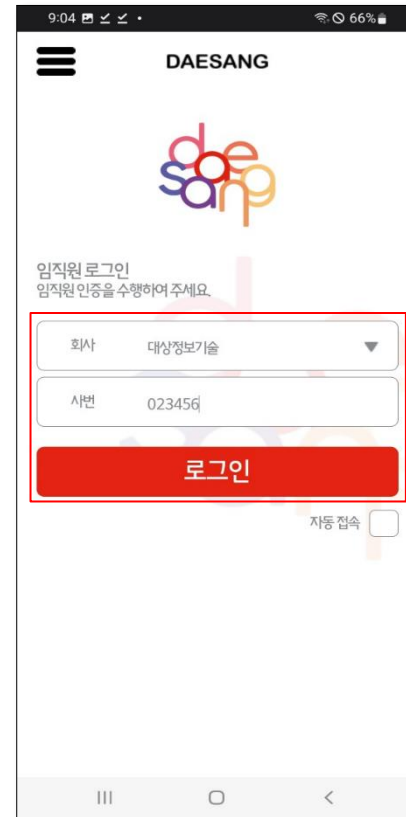 9:04 66%
DAESANG
dae
sang
임직원 로그인
임직원 인증을 수행하여 주세요.
회사 대상정보기술
사번 023456
로그인
자동 접속